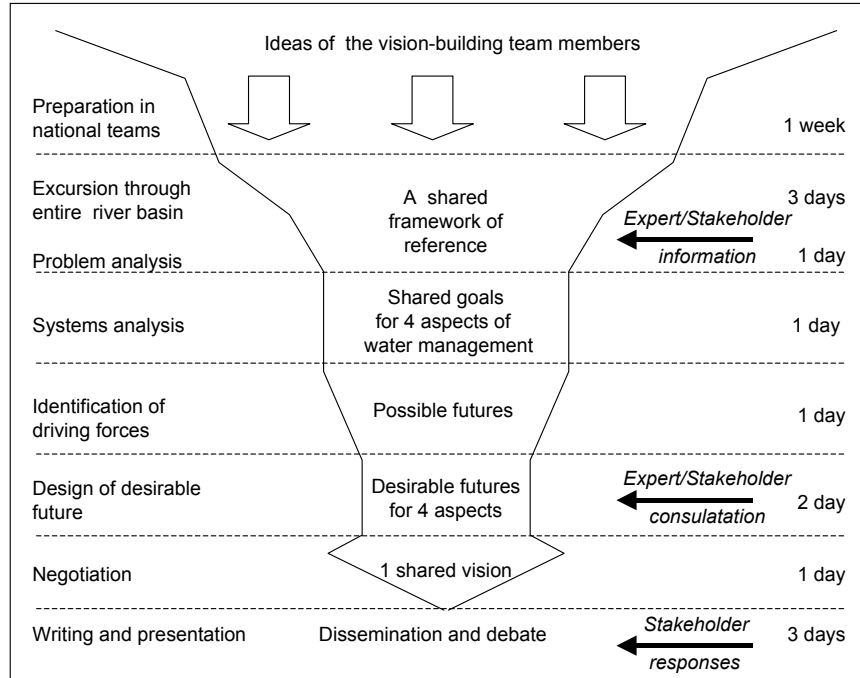 Ideas of the vision-building team members
Preparation in
national teams
1 week
Excursion through
entire river basin
A shared
framework of
reference
3 days
Expert/Stakeholder
information
Problem analysis
1 day
Systems analysis
Shared goals
for 4 aspects of
water management
1 day
Identification of
driving forces
Possible futures
1 day
Design of desirable
future
Desirable futures
for 4 aspects
Expert/Stakeholder
consulatation
2 day
Negotiation
1 shared vision
1 day
Writing and presentation
Dissemination and debate
Stakeholder
responses
3 days